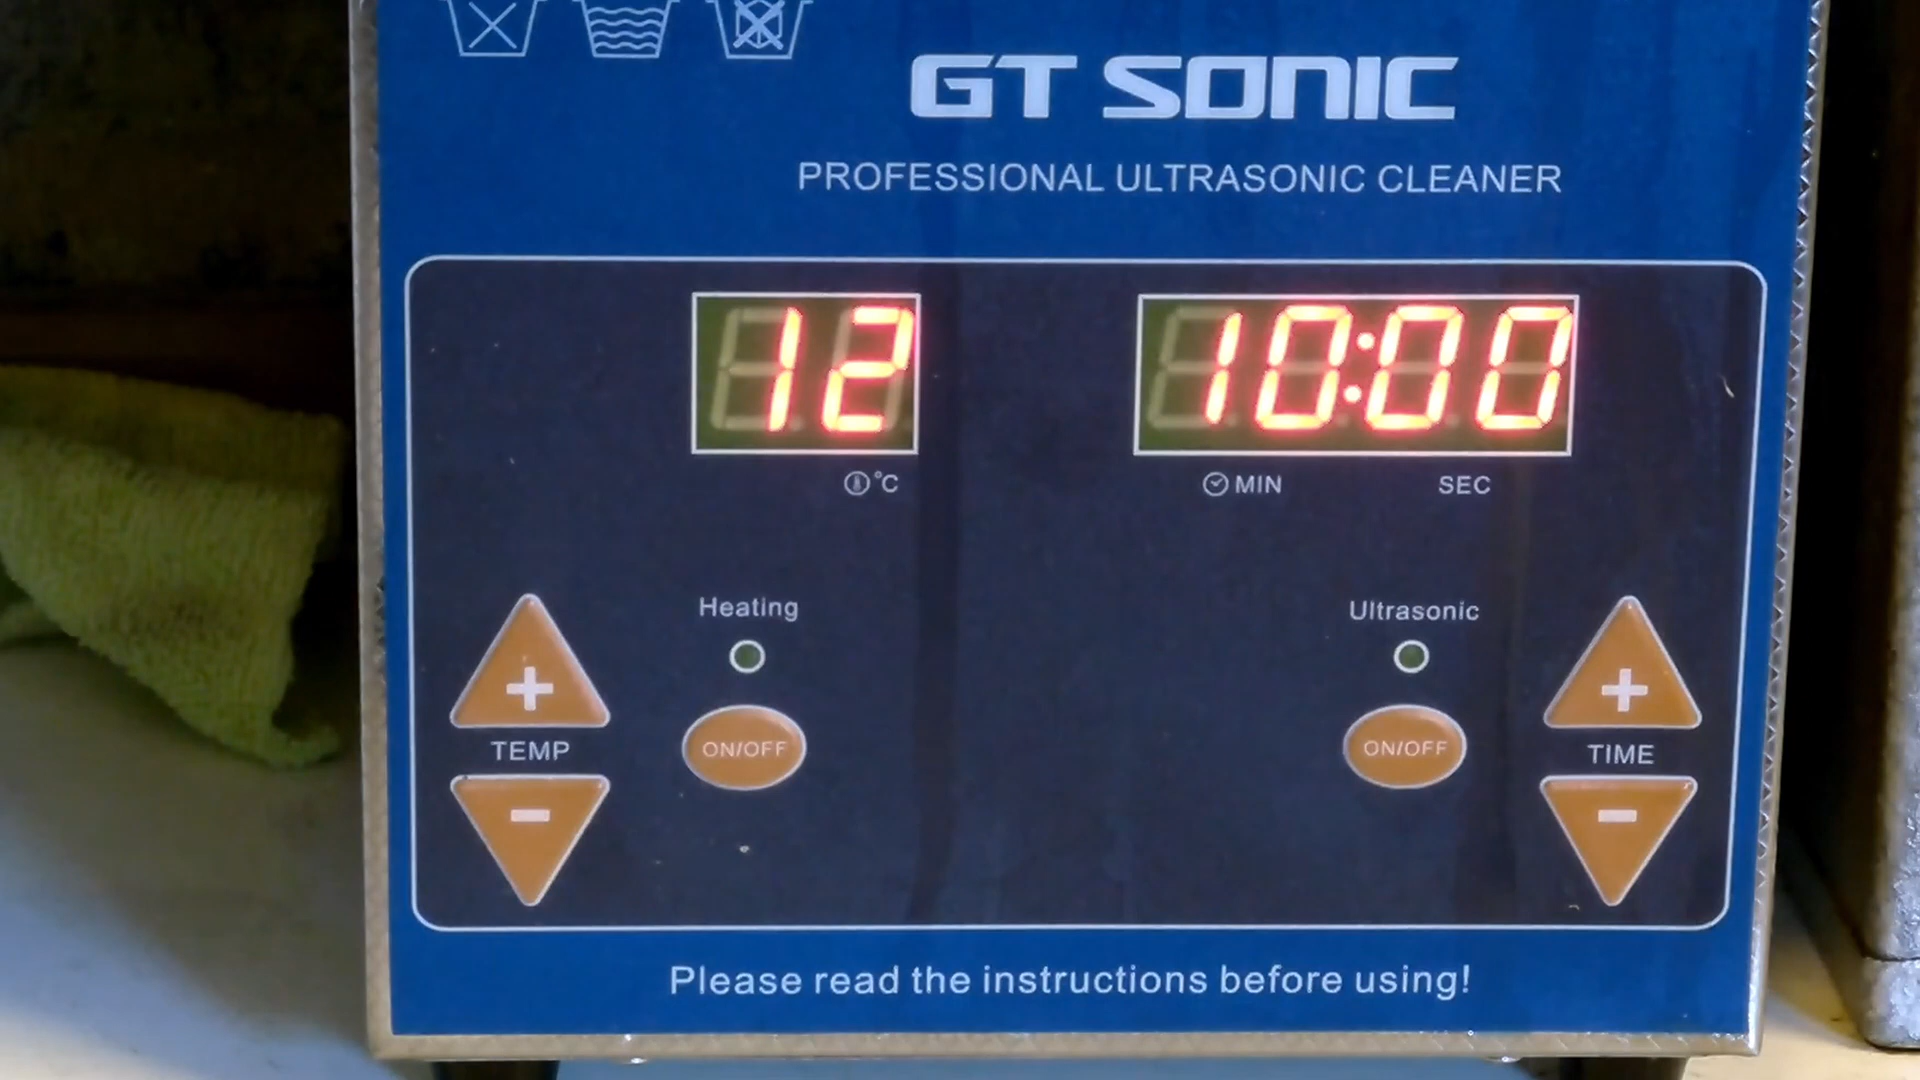 GT SONIC
PROFESSIONAL ULTRASONIC CLEANER
12
10:00
°C
MIN
SEC
Heating
Ultrasonic
+
+
ON/OFF
ON/OFF
TEMP
TIME
-
-
Please read the instructions before using!